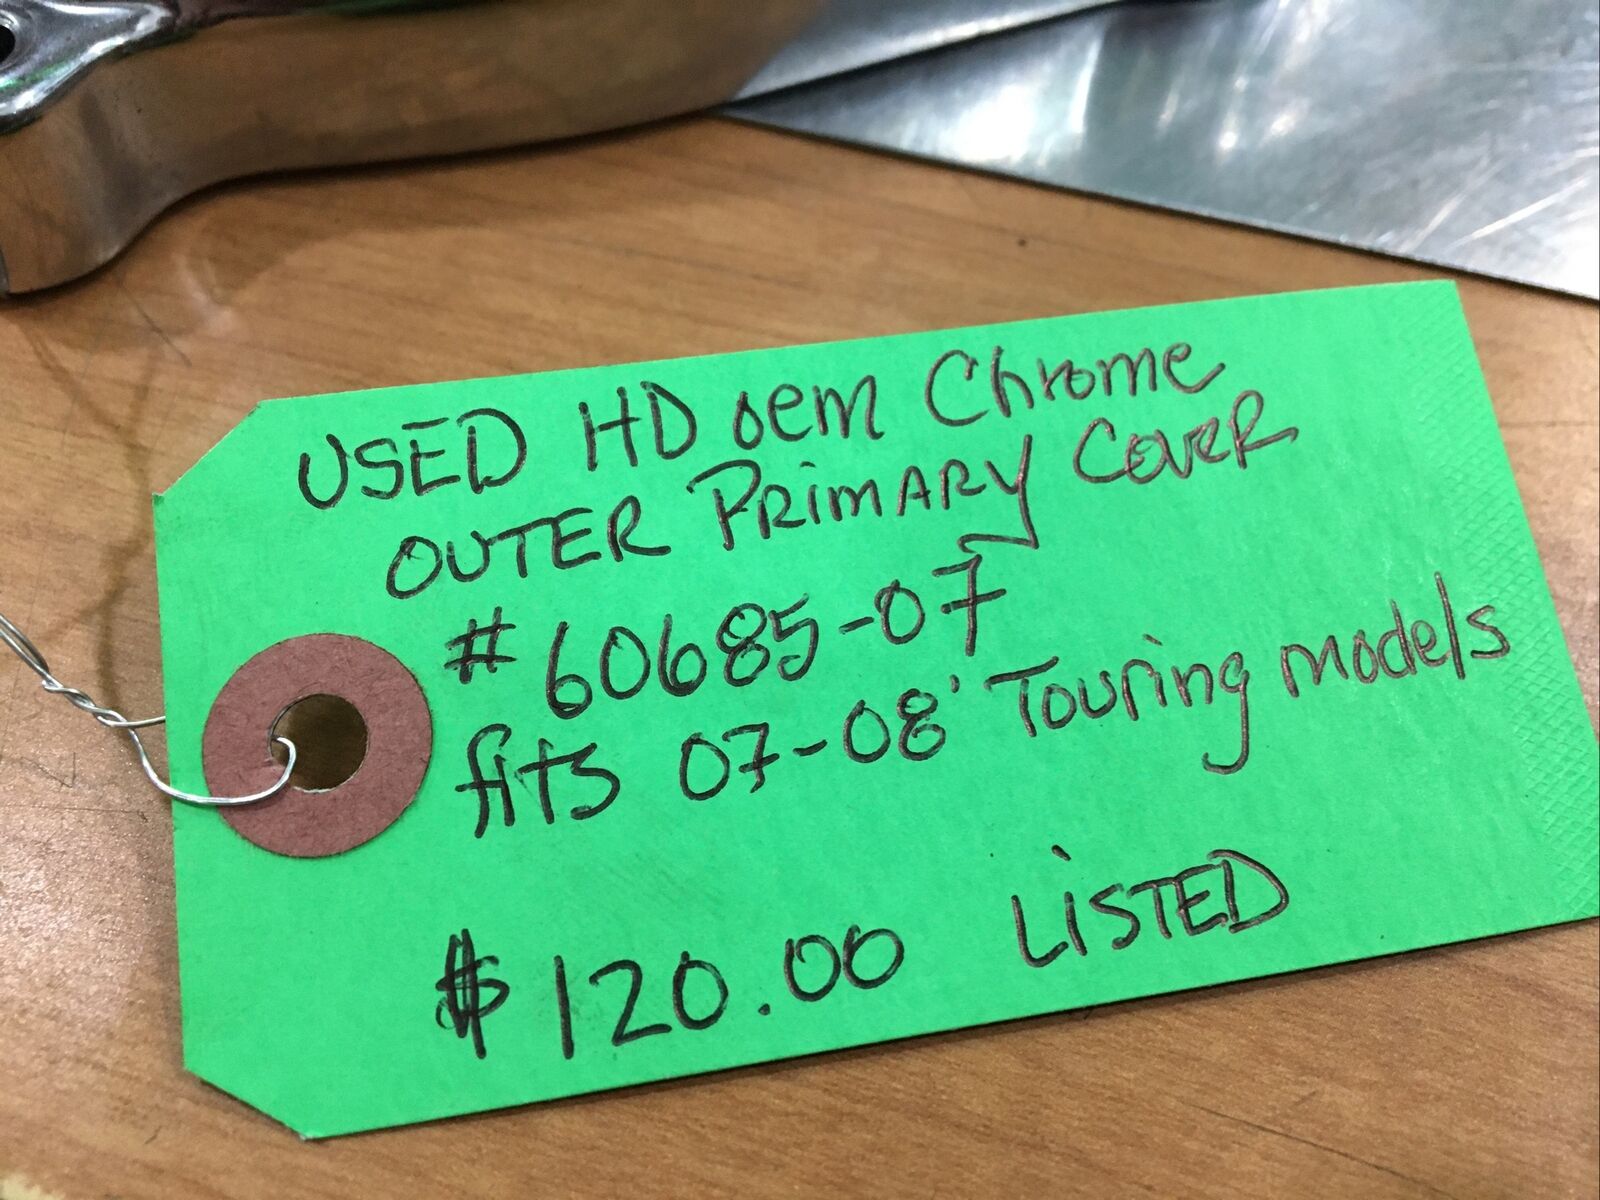 USED HD oem Chrome
OUTER PRIMARY COVER
# 60685-07
fits 07-08' Touring models
$120.00 LISTED